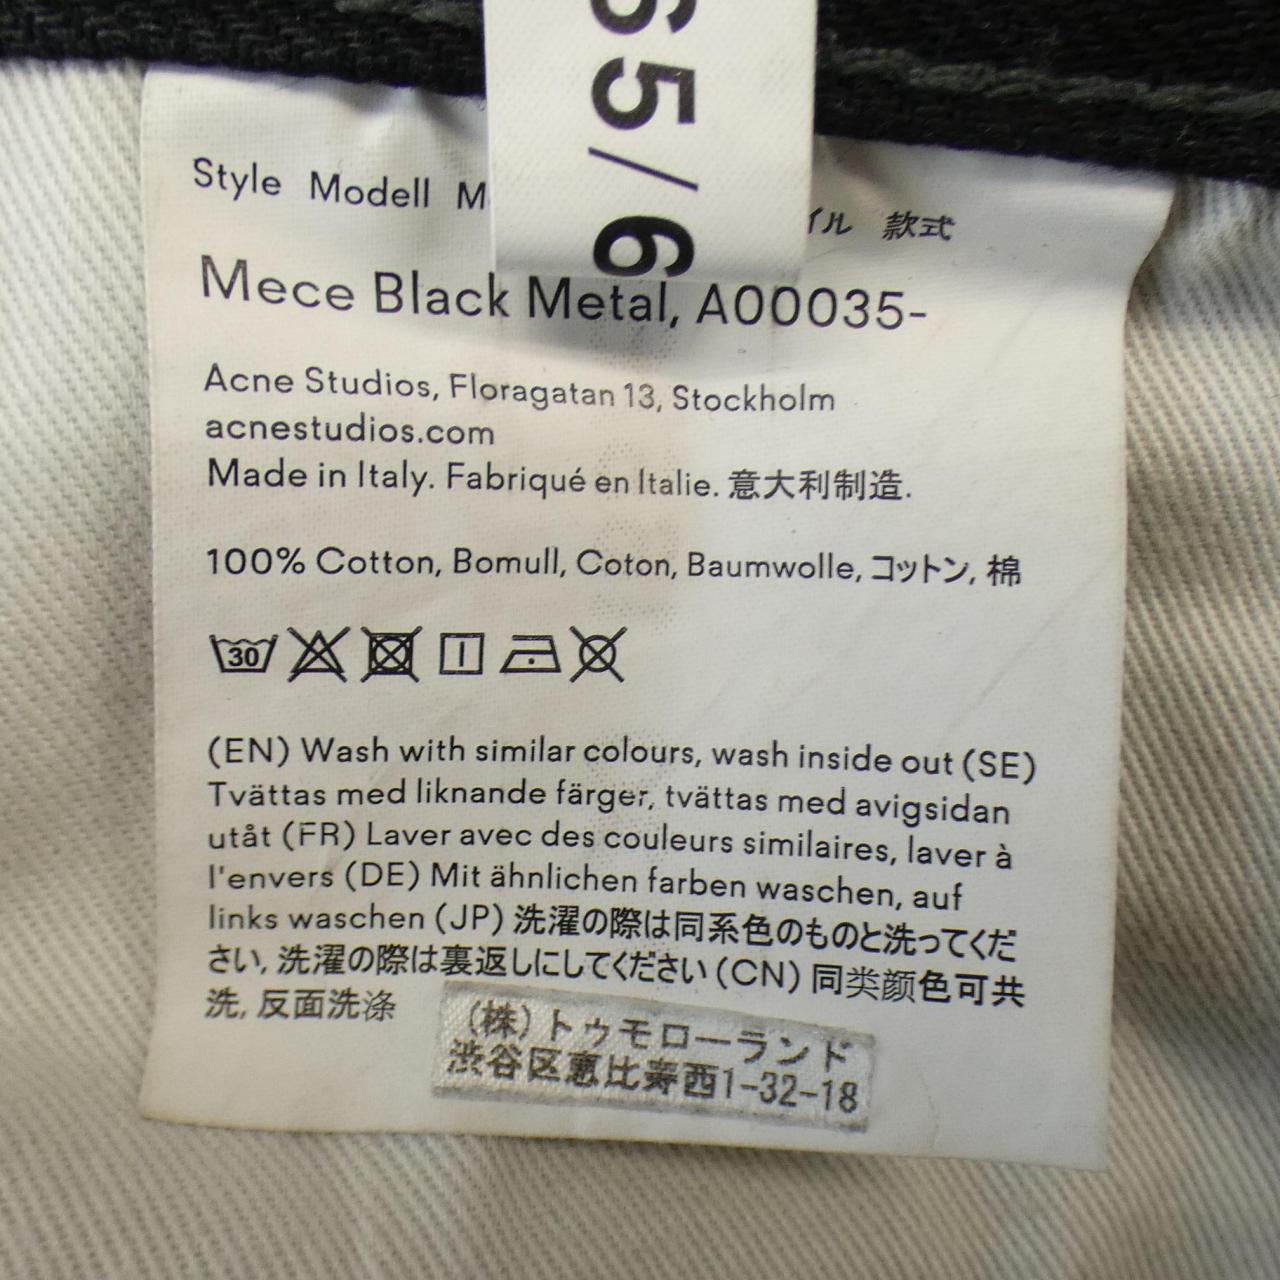 65/6
Style Modell
款式
Mece Black Metal, A00035-
Acne Studios, Floragatan 13, Stockholm
acnestudios.com
Made in Italy. Fabriqué en Italie. 意大利制造.
100% Cotton, Bomull, Coton, Baumwolle, コットン, 棉
30
(EN) Wash with similar colours, wash inside out (SE)
Tvättas med liknande färger, tvättas med avigsidan
utåt (FR) Laver avec des couleurs similaires, laver à
l'envers (DE) Mit ähnlichen farben waschen, auf
links waschen (JP) 洗濯の際は同系色のものと洗ってくだ
さい, 洗濯の際は裏返しにしてください (CN) 同类颜色可共
洗, 反面洗涤
(株)トゥモローランド
渋谷区恵比寿西1-32-18